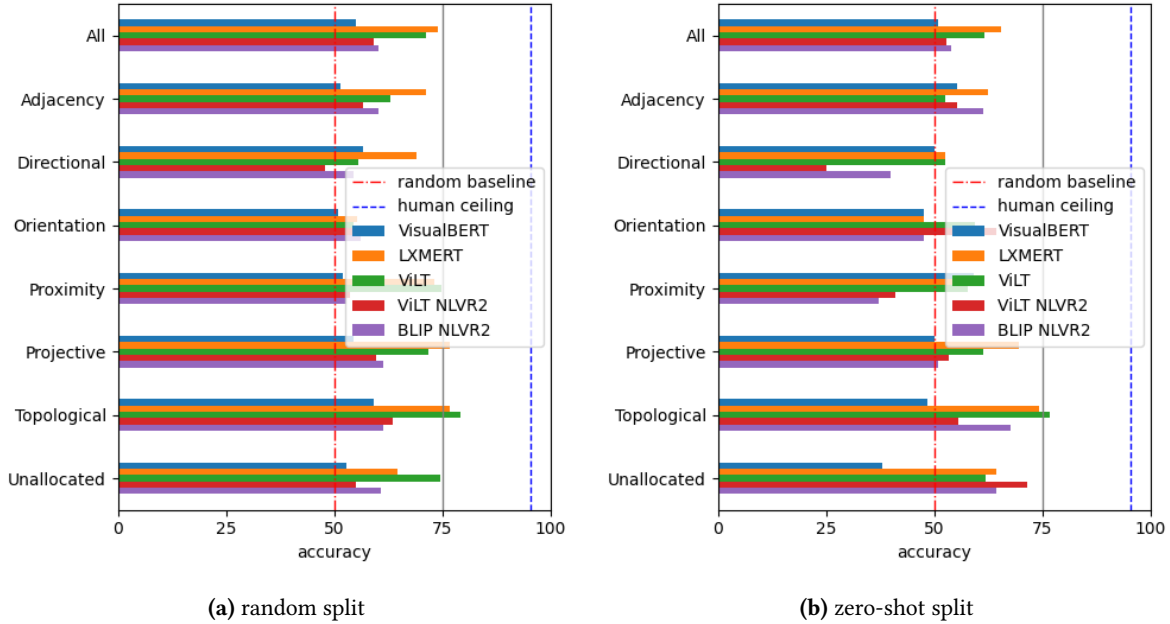 All
Adjacency
Directional
Orientation
Proximity
Projective
Topological
Unallocated
random baseline
human ceiling
VisualBERT
LXMERT
ViLT
ViLT NLVR2
BLIP NLVR2
0 25 50 75 100
accuracy
(a) random split
All
Adjacency
Directional
Orientation
Proximity
Projective
Topological
Unallocated
random baseline
human ceiling
VisualBERT
LXMERT
ViLT
ViLT NLVR2
BLIP NLVR2
0 25 50 75 100
accuracy
(b) zero-shot split